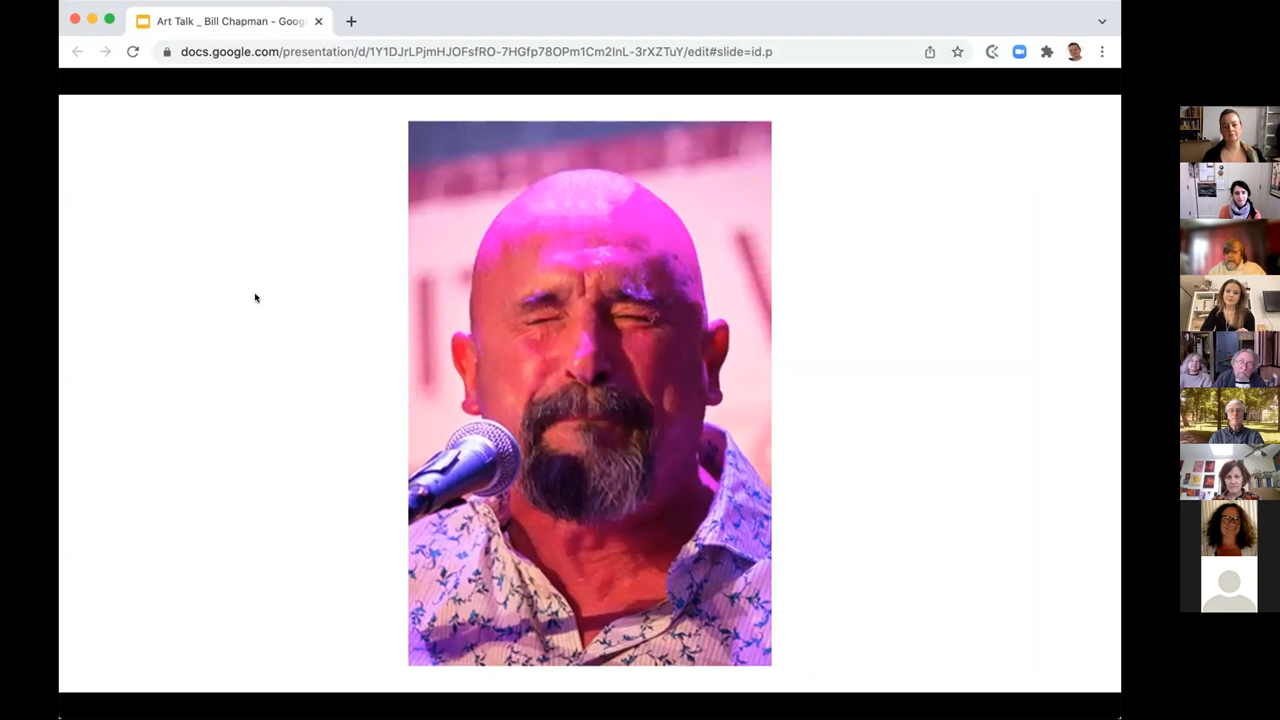 Art Talk _ Bill Chapman - Goog
docs.google.com/presentation/d/1Y1DJrLPjmHJOFsfRO-7HGfp78OPm1Cm2InL-3rXZTuY/edit#slide=id.p